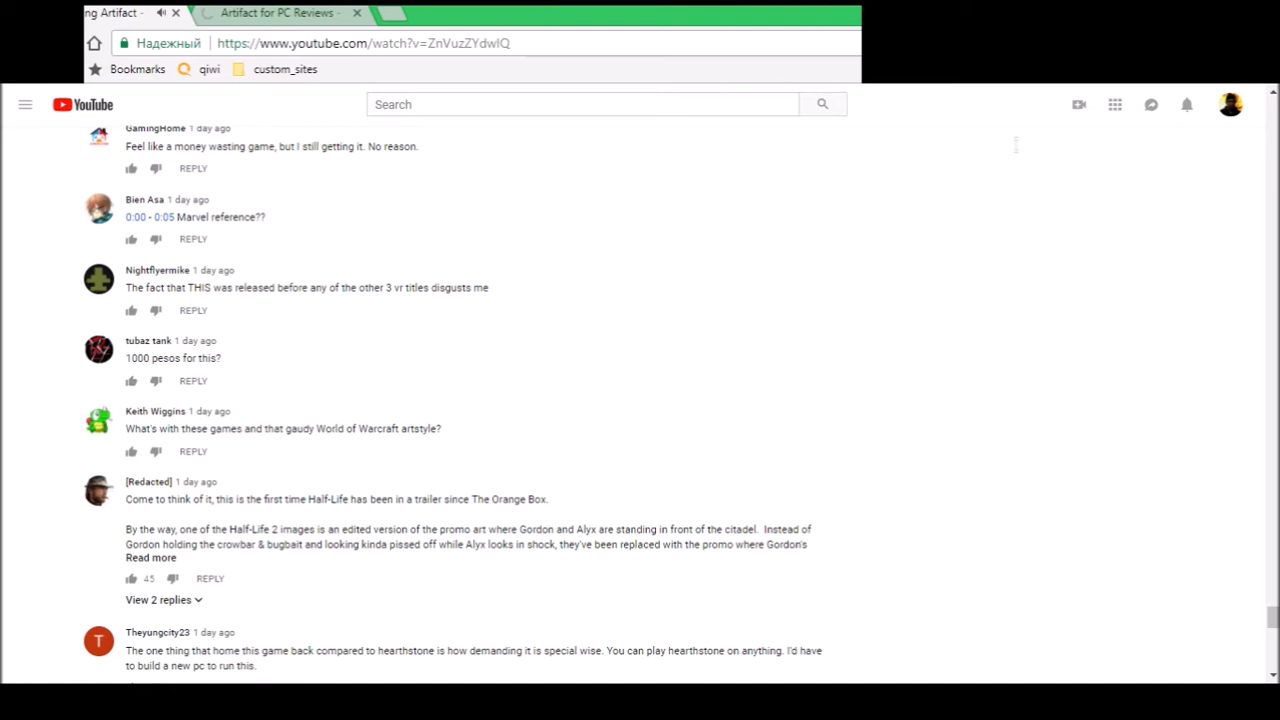 ng Artifact -
Artifact for PC Reviews -
Надежный
https://www.youtube.com/watch?v=ZnVuzZYdwIQ
Bookmarks
qiwi
custom_sites
YouTube
Search
GamingHome 1 day ago
Feel like a money wasting game, but I still getting it. No reason.
REPLY
Bien Asa 1 day ago
0:00 - 0:05 Marvel reference??
REPLY
Nightflyermike 1 day ago
The fact that THIS was released before any of the other 3 vr titles disgusts me
REPLY
tubaz tank 1 day ago
1000 pesos for this?
REPLY
Keith Wiggins 1 day ago
What's with these games and that gaudy World of Warcraft artstyle?
REPLY
[Redacted] 1 day ago
Come to think of it, this is the first time Half-Life has been in a trailer since The Orange Box.
By the way, one of the Half-Life 2 images is an edited version of the promo art where Gordon and Alyx are standing in front of the citadel. Instead of
Gordon holding the crowbar & bugbait and looking kinda pissed off while Alyx looks in shock, they've been replaced with the promo where Gordon's
Read more
45 REPLY
View 2 replies
T
Theyungcity23 1 day ago
The one thing that home this game back compared to hearthstone is how demanding it is special wise. You can play hearthstone on anything. I'd have
to build a new pc to run this.